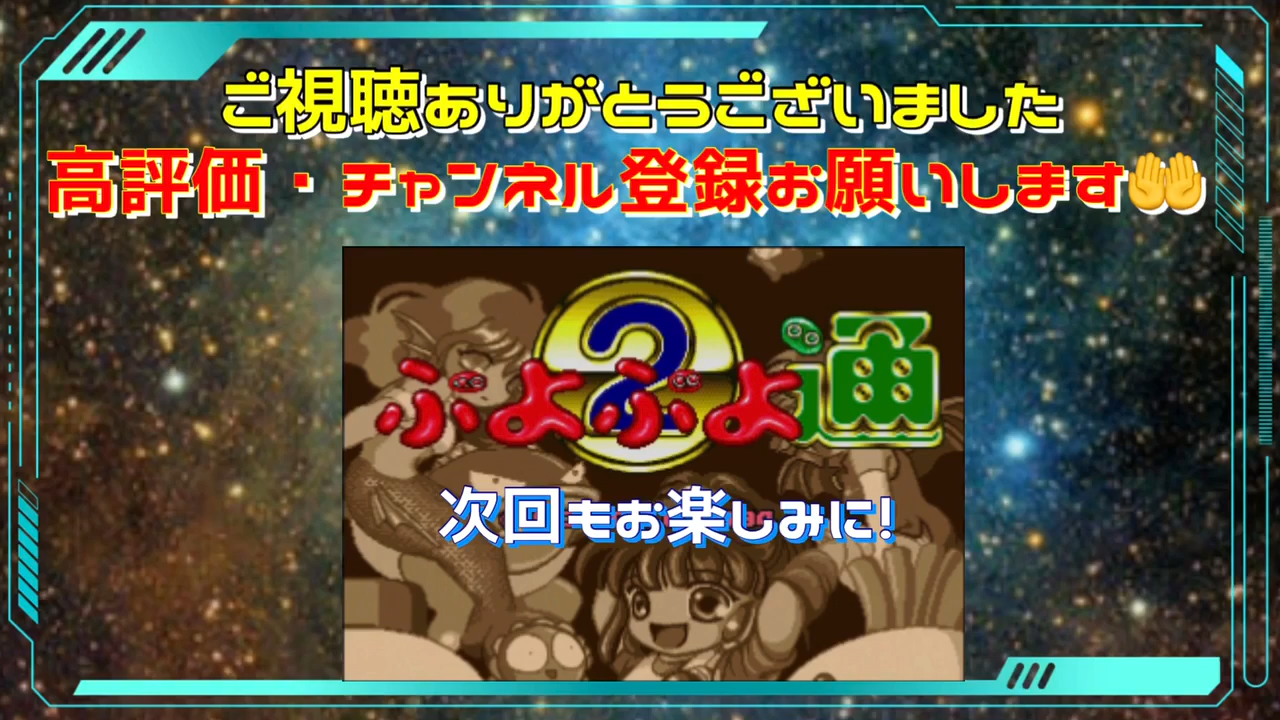 ご視聴ありがとうございました
高評価・チャンネル登録お願いします🤲
2
ぷよぷよ通
次回もお楽しみに!